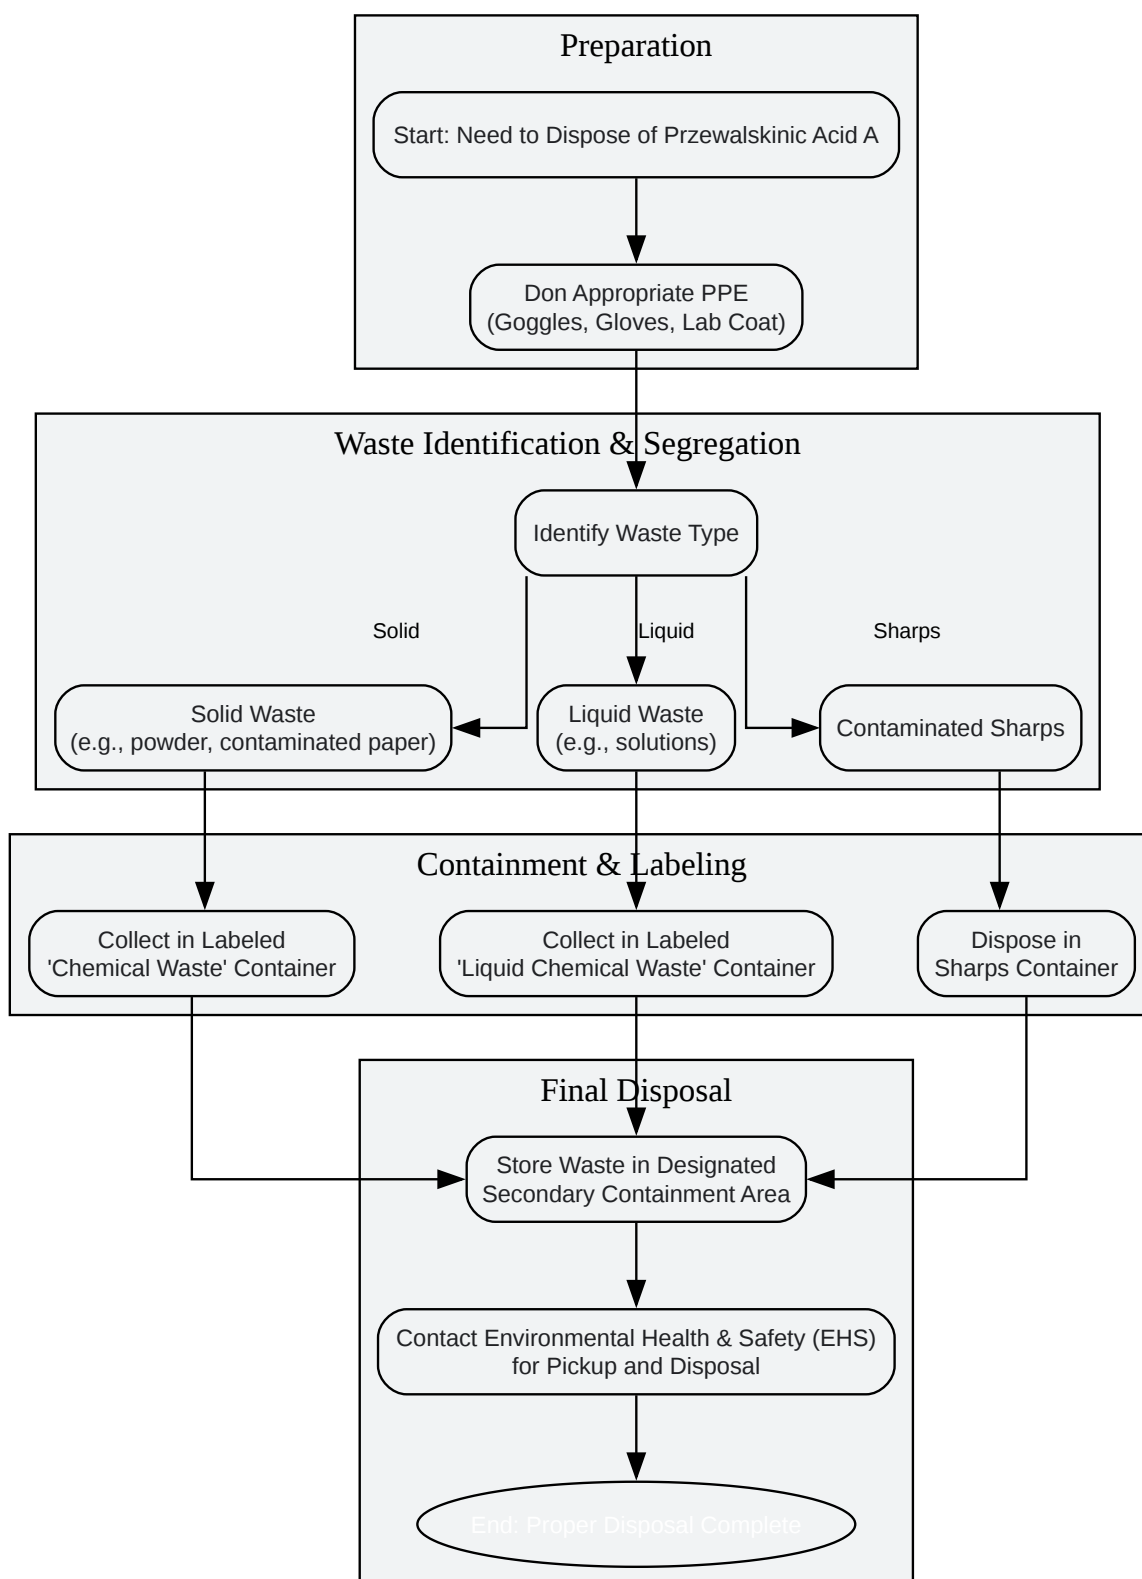 Preparation
Start: Need to Dispose of Przewalskinic Acid A
Don Appropriate PPE
(Goggles, Gloves, Lab Coat)
Waste Identification & Segregation
Identify Waste Type
Solid
Liquid
Sharps
Solid Waste
(e.g., powder, contaminated paper)
Liquid Waste
(e.g., solutions)
Contaminated Sharps
Containment & Labeling
Collect in Labeled
'Chemical Waste' Container
Collect in Labeled
'Liquid Chemical Waste' Container
Dispose in
Sharps Container
Final Disposal
Store Waste in Designated
Secondary Containment Area
Contact Environmental Health & Safety (EHS)
for Pickup and Disposal
End: Proper Disposal Complete